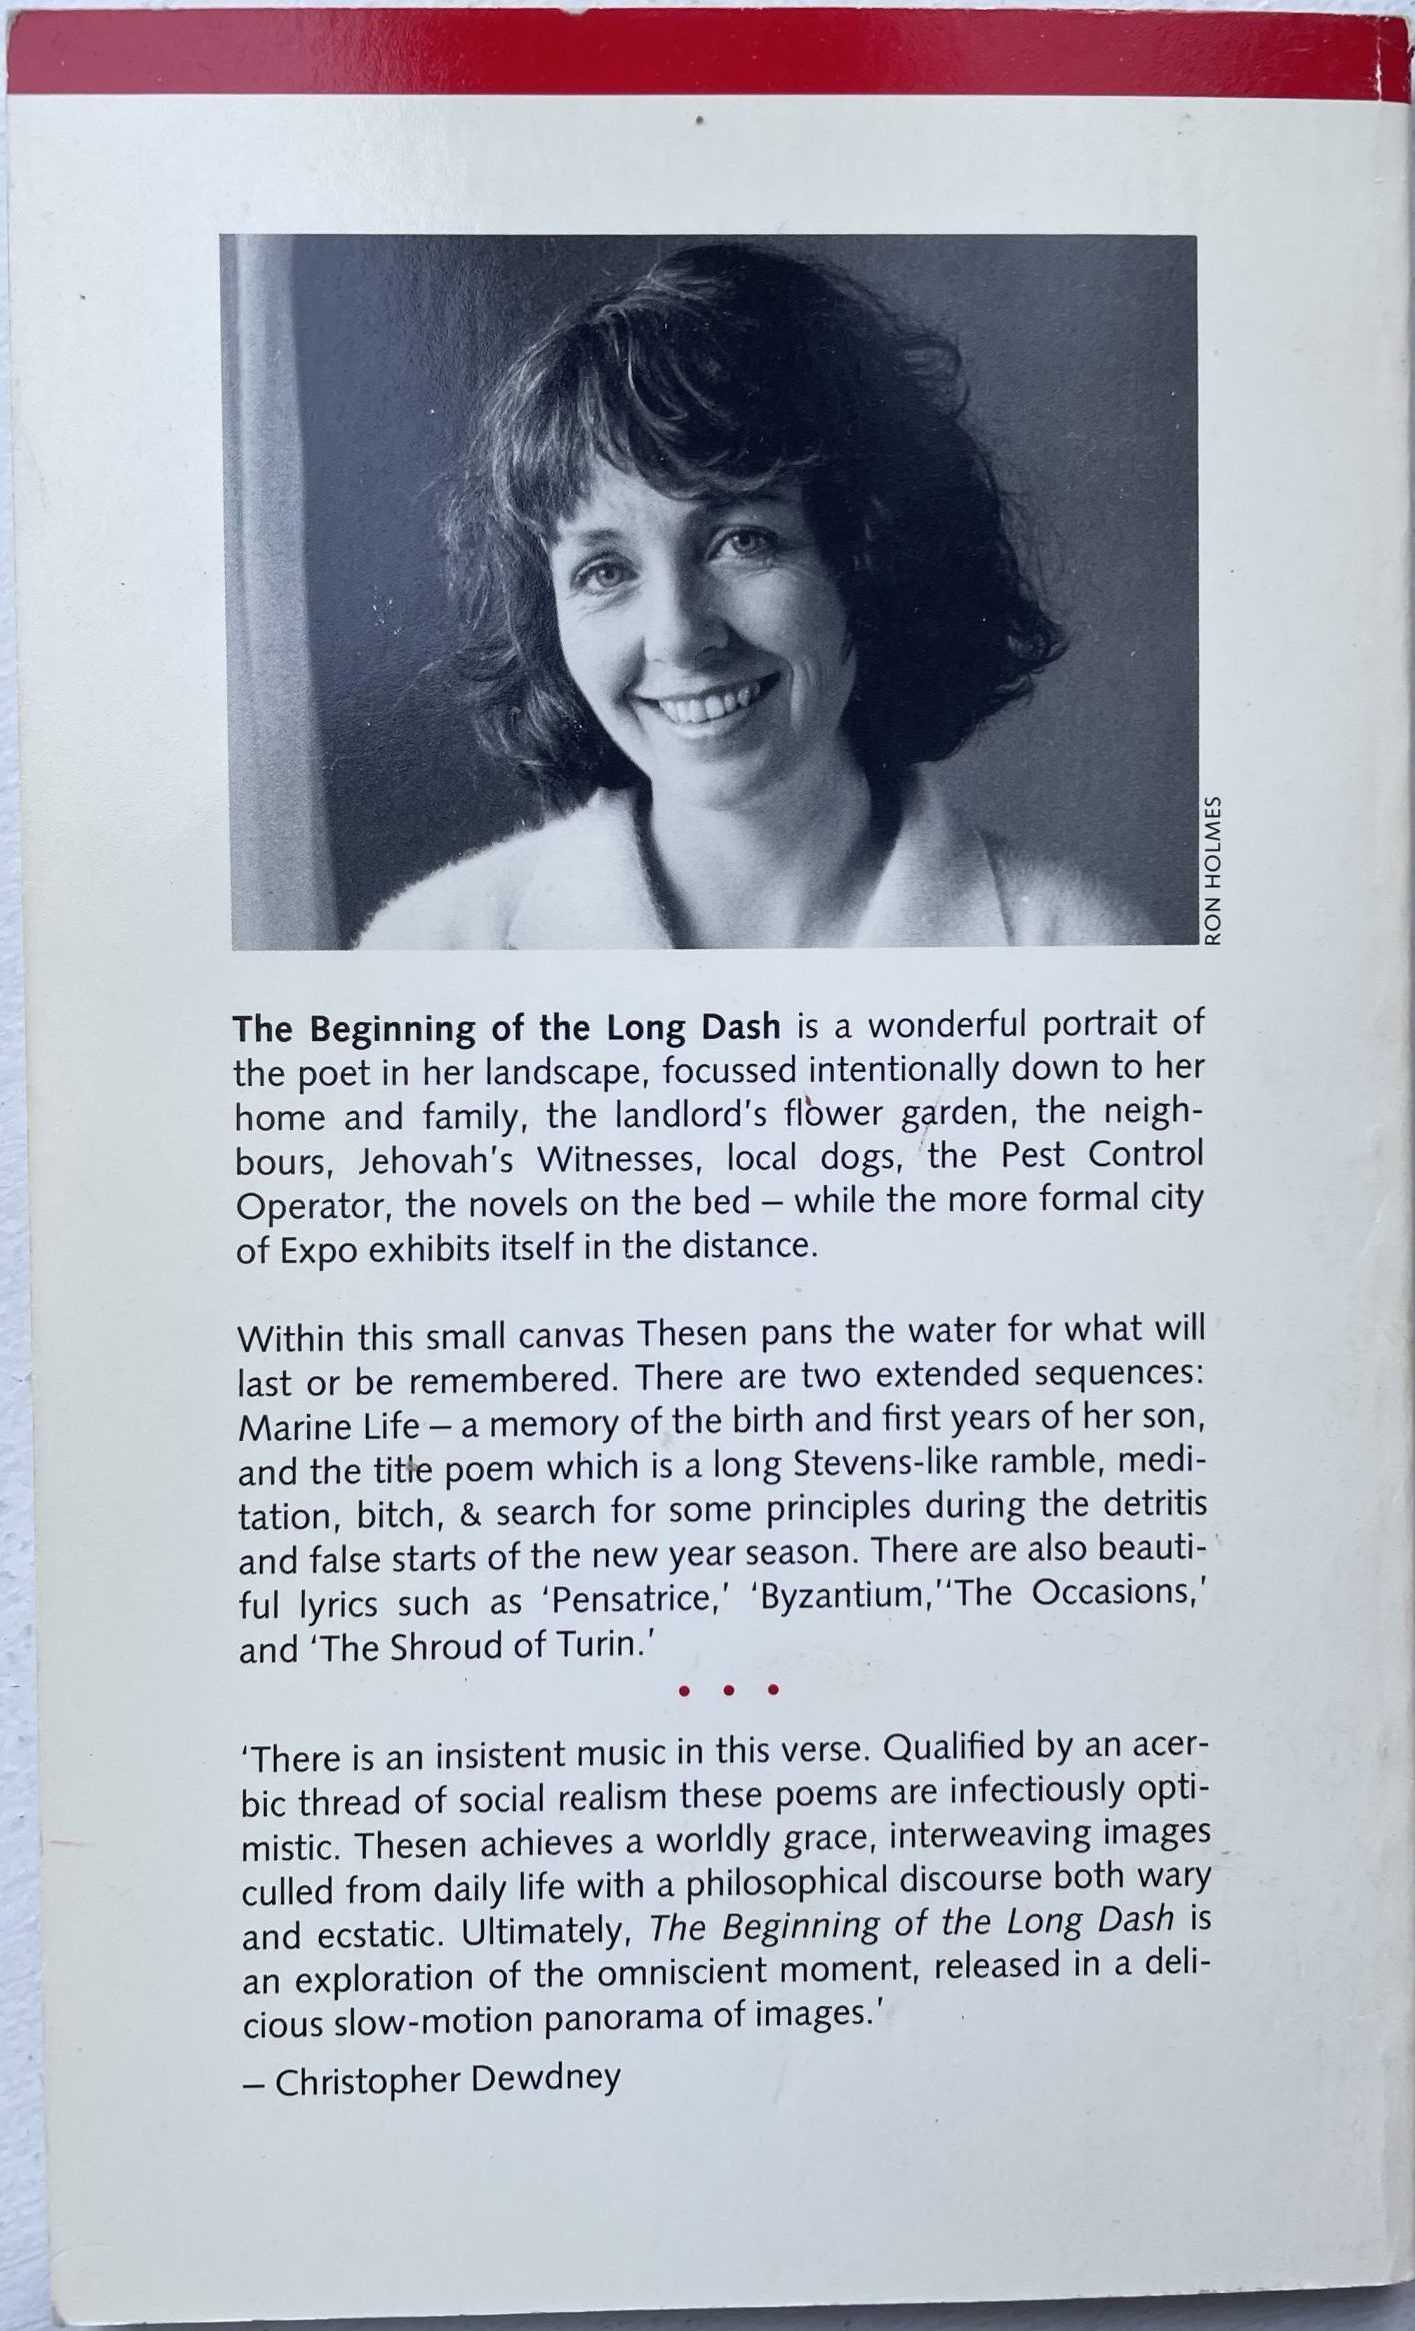 RON HOLMES
The Beginning of the Long Dash is a wonderful portrait of
the poet in her landscape, focussed intentionally down to her
home and family, the landlord's flower garden, the neigh-
bours, Jehovah's Witnesses, local dogs, the Pest Control
Operator, the novels on the bed – while the more formal city
of Expo exhibits itself in the distance.
Within this small canvas Thesen pans the water for what will
last or be remembered. There are two extended sequences:
Marine Life – a memory of the birth and first years of her son,
and the title poem which is a long Stevens-like ramble, medi-
tation, bitch, & search for some principles during the detritis
and false starts of the new year season. There are also beauti-
ful lyrics such as ‘Pensatrice,’ ‘Byzantium,’‘The Occasions,’
and ‘The Shroud of Turin.’
• • •
‘There is an insistent music in this verse. Qualified by an acer-
bic thread of social realism these poems are infectiously opti-
mistic. Thesen achieves a worldly grace, interweaving images
culled from daily life with a philosophical discourse both wary
and ecstatic. Ultimately, The Beginning of the Long Dash is
an exploration of the omniscient moment, released in a deli-
cious slow-motion panorama of images.’
– Christopher Dewdney